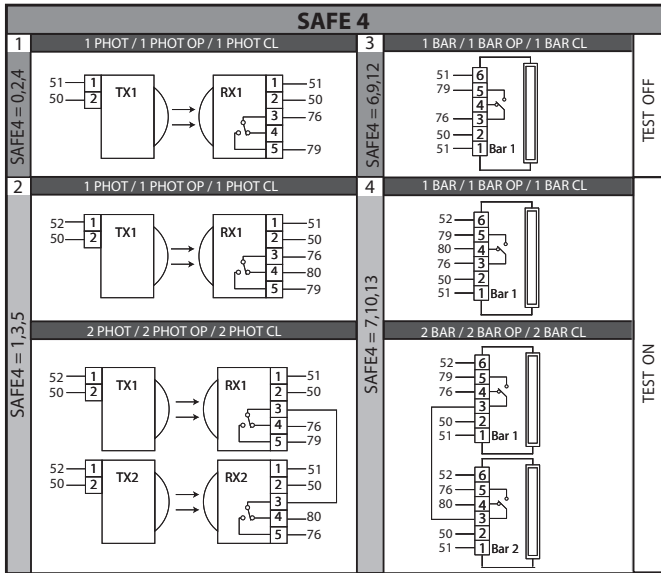 SAFE 4
1
1 PHOT / 1 PHOT OP / 1 PHOT CL
SAFE4 = 0,2,4
51 1
50 2
TX1
RX1
1 51
2 50
3 76
4
5 79
3
1 BAR / 1 BAR OP / 1 BAR CL
SAFE4 = 6,9,12
51 6
79 5
4
76 3
50 2
51 1 Bar 1
TEST OFF
2
1 PHOT / 1 PHOT OP / 1 PHOT CL
SAFE4 = 1,3,5
52 1
50 2
TX1
RX1
1 51
2 50
3 76
4 80
5 79
2 PHOT / 2 PHOT OP / 2 PHOT CL
52 1
50 2
TX1
RX1
1 51
2 50
3
4 76
5 79
52 1
50 2
TX2
RX2
1 51
2 50
3
4 80
5 76
4
1 BAR / 1 BAR OP / 1 BAR CL
SAFE4 = 7,10,13
52 6
79 5
80 4
76 3
50 2
51 1 Bar 1
2 BAR / 2 BAR OP / 2 BAR CL
52 6
79 5
76 4
3
50 2
51 1 Bar 1
52 6
76 5
80 4
3
50 2
51 1 Bar 2
TEST ON